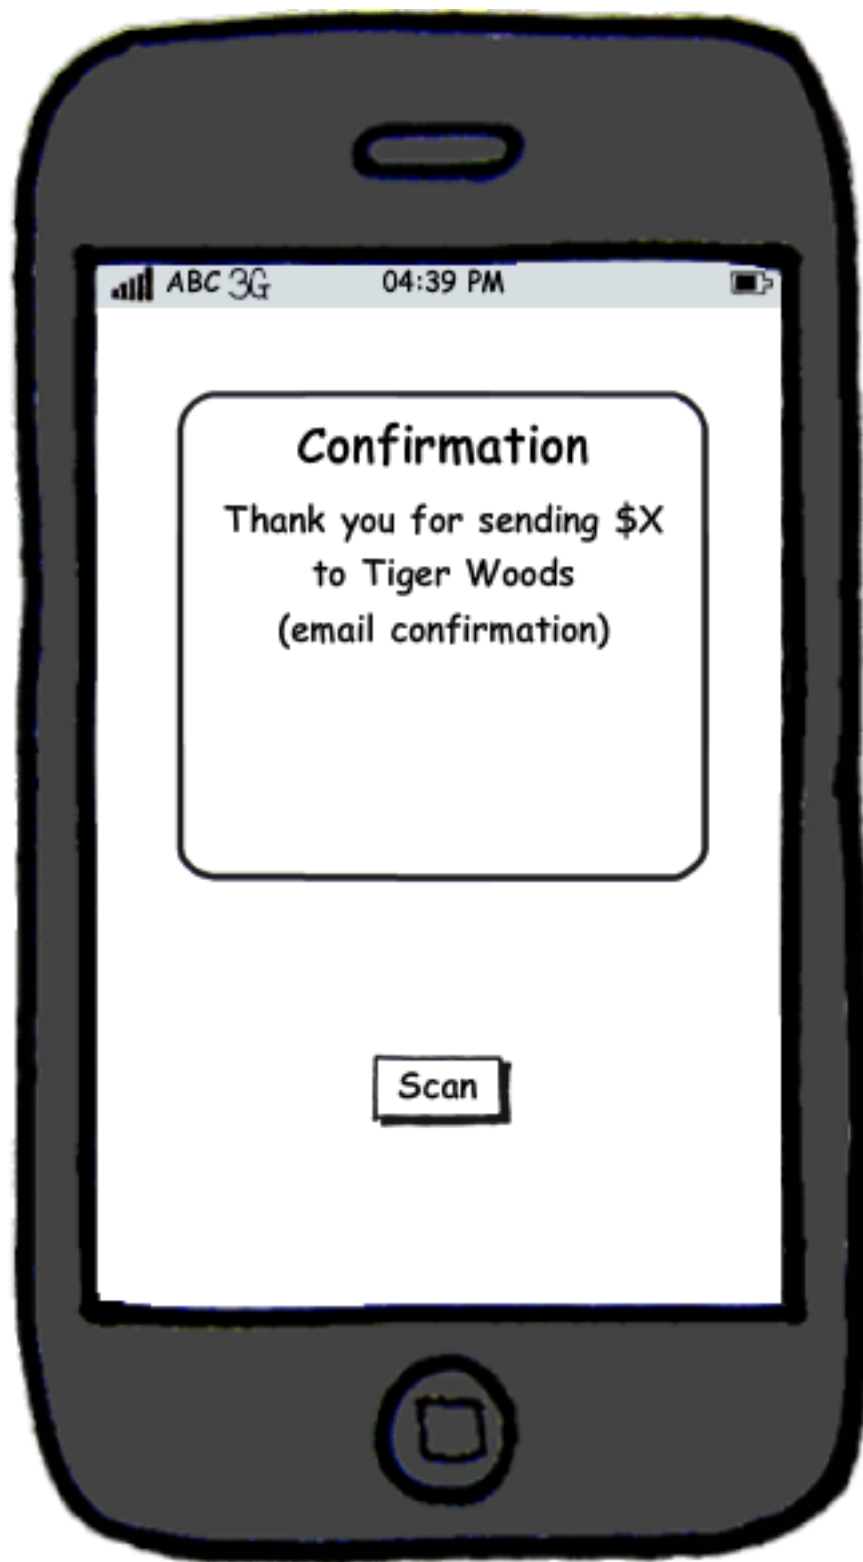 ABC 3G 04:39 PM
Confirmation
Thank you for sending $X
to Tiger Woods
(email confirmation)
Scan